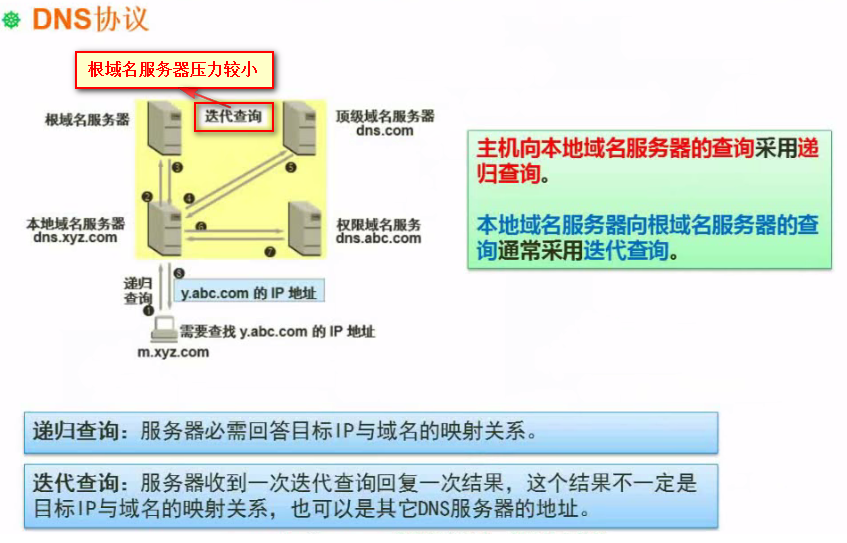 DNS协议
根域名服务器压力较小
根域名服务器
迭代查询
顶级域名服务器
dns.com
❸
❺
❷
❹
本地域名服务器
dns.xyz.com
❻
权限域名服务
dns.abc.com
❼
递归
查询
❽
y.abc.com 的 IP 地址
❶
需要查找 y.abc.com 的 IP 地址
m.xyz.com
主机向本地域名服务器的查询采用递
归查询。
本地域名服务器向根域名服务器的查
询通常采用迭代查询。
递归查询：服务器必需回答目标IP与域名的映射关系。
迭代查询：服务器收到一次迭代查询回复一次结果，这个结果不一定是
目标IP与域名的映射关系，也可以是其它DNS服务器的地址。